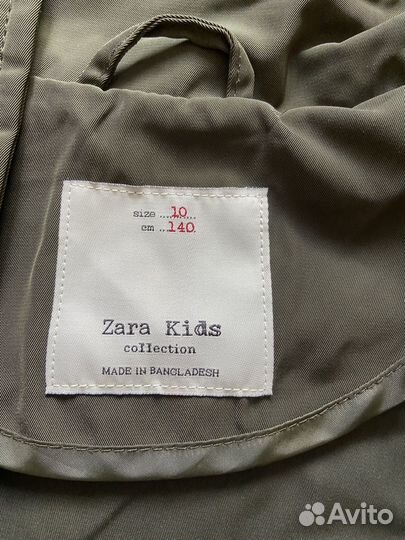 size ....10.....
cm ...140.
Zara Kids
collection
MADE IN BANGLADESH
Avito